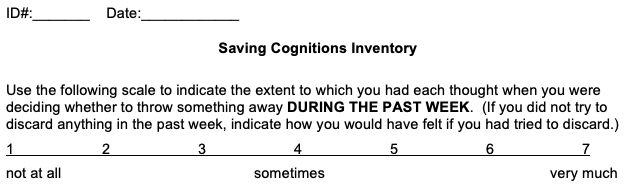 ID#:_______ Date:____________
Saving Cognitions Inventory
Use the following scale to indicate the extent to which you had each thought when you were
deciding whether to throw something away DURING THE PAST WEEK. (If you did not try to
discard anything in the past week, indicate how you would have felt if you had tried to discard.)
1 2 3 4 5 6 7
not at all sometimes very much